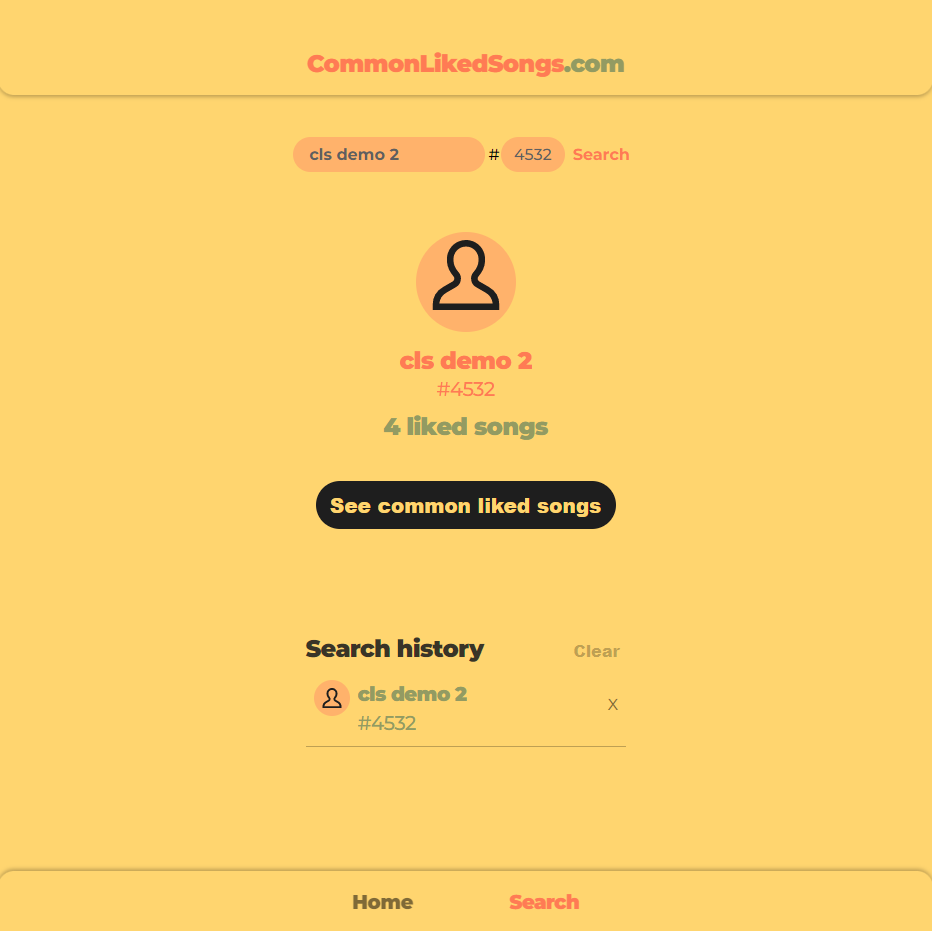 CommonLikedSongs.com
cls demo 2 # 4532 Search
cls demo 2
#4532
4 liked songs
See common liked songs
Search history Clear
cls demo 2
#4532
X
Home Search